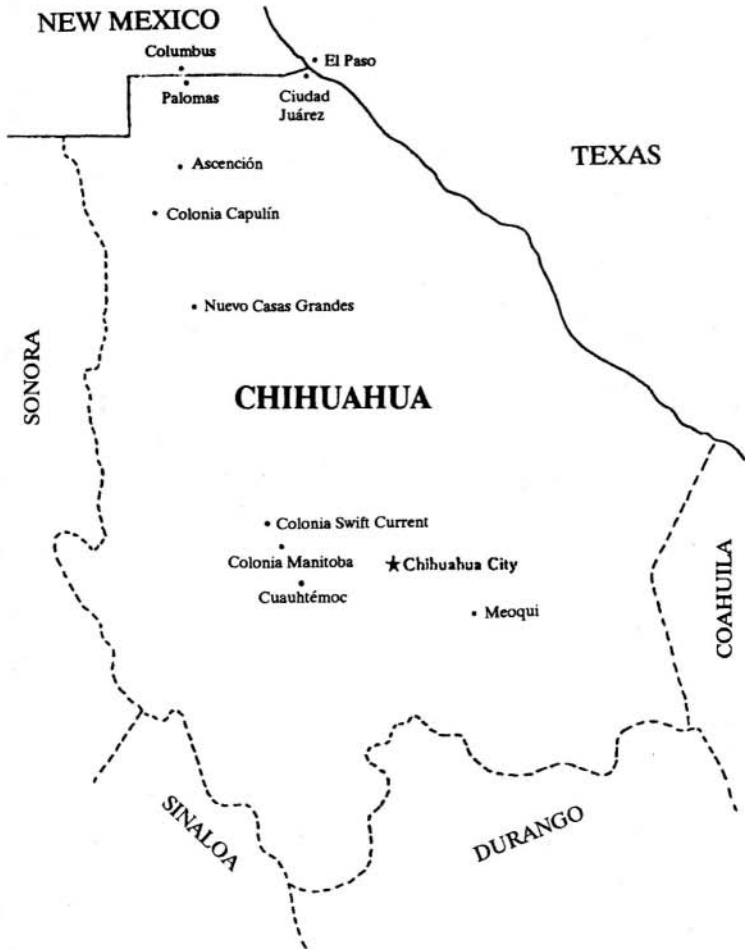 NEW MEXICO
Columbus
El Paso
Palomas
Ciudad
Juárez
TEXAS
Ascención
Colonia Capulín
Nuevo Casas Grandes
SONORA
CHIHUAHUA
Colonia Swift Current
Colonia Manitoba
Chihuahua City
Cuauhtémoc
Meoqui
COAHUILA
SINALOA
DURANGO